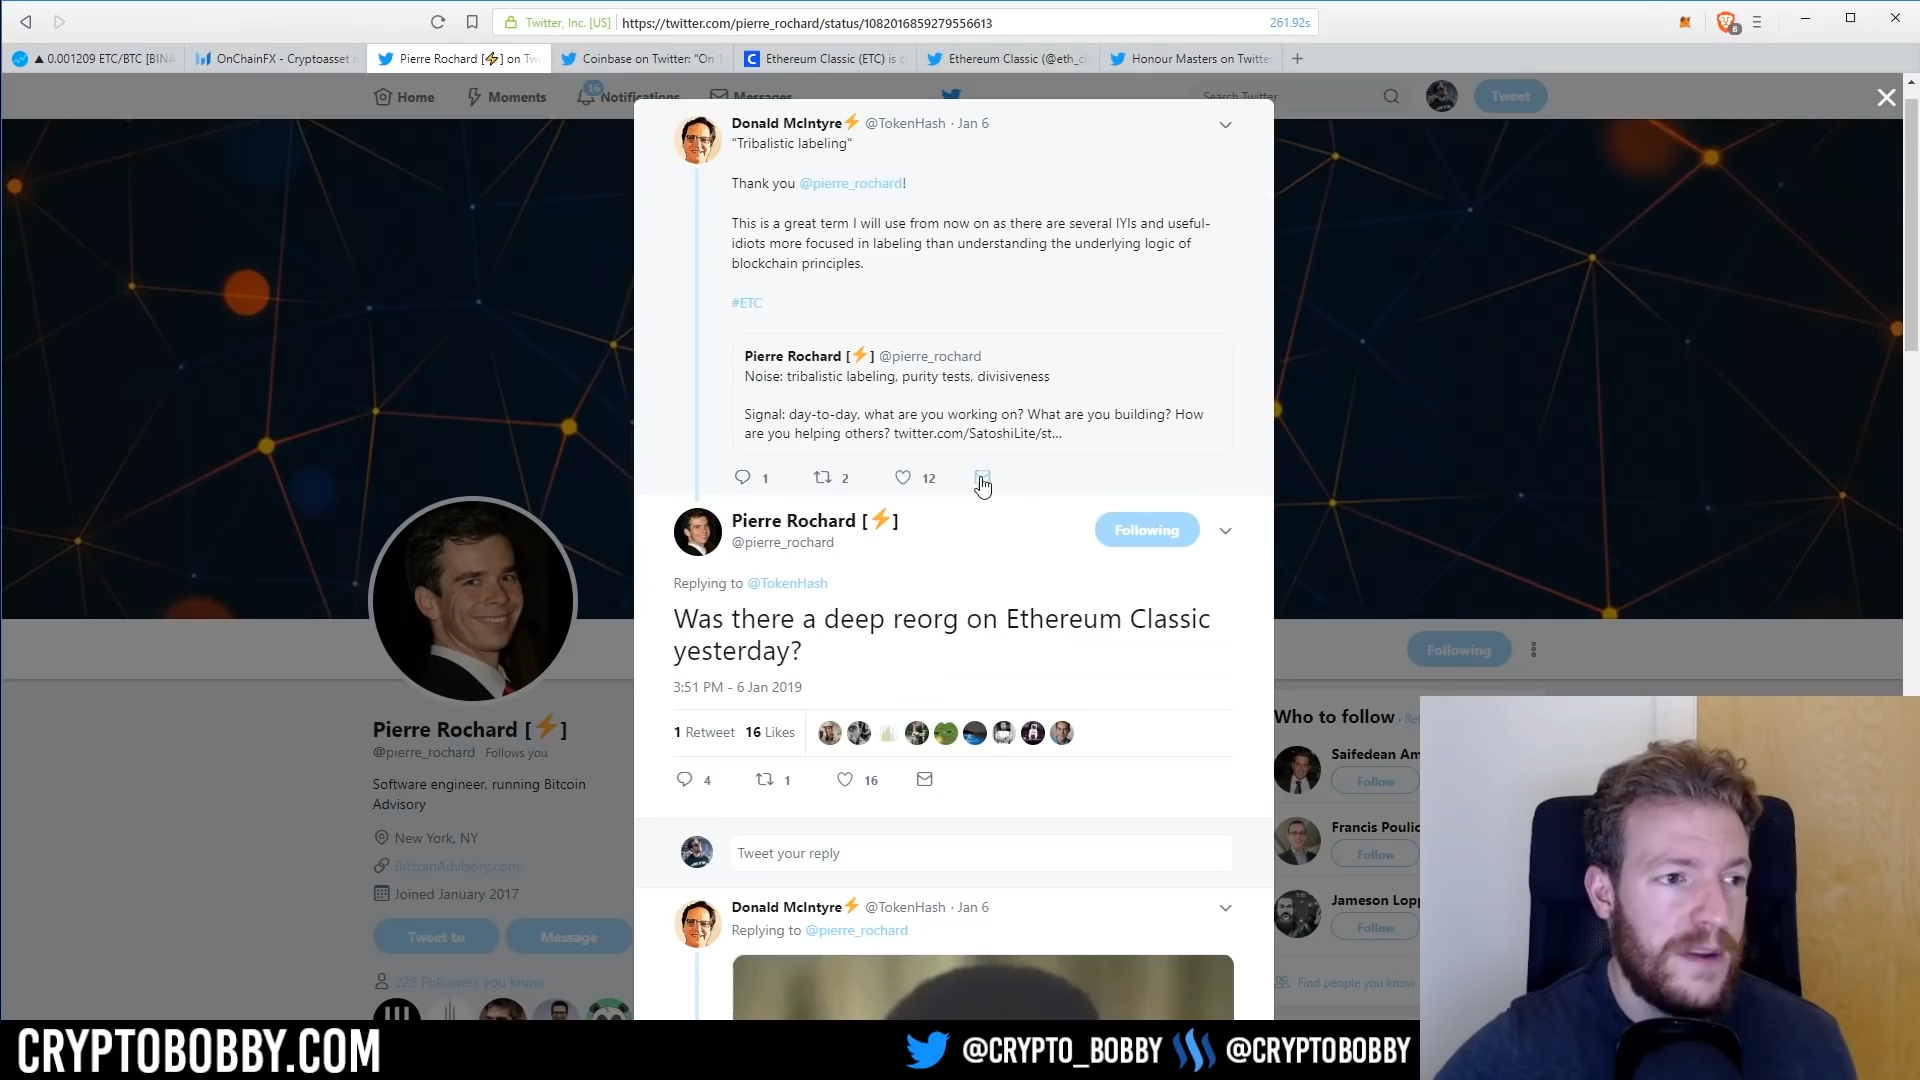 Twitter, Inc. [US]
https://twitter.com/pierre_rochard/status/1082016859279556613
261.92s
6
▲ 0.001209 ETC/BTC [BINA
OnChainFX - Cryptoasset
Pierre Rochard [⚡] on Tw
Coinbase on Twitter: "On
Ethereum Classic (ETC) is
Ethereum Classic (@eth_cl
Honour Masters on Twitter
Home
Moments
16
Notifications
Messages
Search Twitter
Tweet
Donald McIntyre⚡ @TokenHash · Jan 6
"Tribalistic labeling"
Thank you @pierre_rochard!
This is a great term I will use from now on as there are several IYIs and useful-
idiots more focused in labeling than understanding the underlying logic of
blockchain principles.
#ETC
Pierre Rochard [⚡] @pierre_rochard
Noise: tribalistic labeling, purity tests, divisiveness
Signal: day-to-day, what are you working on? What are you building? How
are you helping others? twitter.com/SatoshiLite/st...
1
2
12
Pierre Rochard [⚡]
@pierre_rochard
Following
Replying to @TokenHash
Was there a deep reorg on Ethereum Classic
yesterday?
3:51 PM - 6 Jan 2019
1 Retweet 16 Likes
4
1
16
Tweet your reply
Donald McIntyre⚡ @TokenHash · Jan 6
Replying to @pierre_rochard
Pierre Rochard [⚡]
@pierre_rochard Follows you
Software engineer, running Bitcoin
Advisory
New York, NY
BitcoinAdvisory.com
Joined January 2017
Tweet to
Message
228 Followers you know
Following
Who to follow · Re
Saifedean Am
Follow
Francis Poulio
Follow
Jameson Lopp
Follow
Find people you know
CRYPTOBOBBY.COM
@CRYPTO_BOBBY
@CRYPTOBOBBY